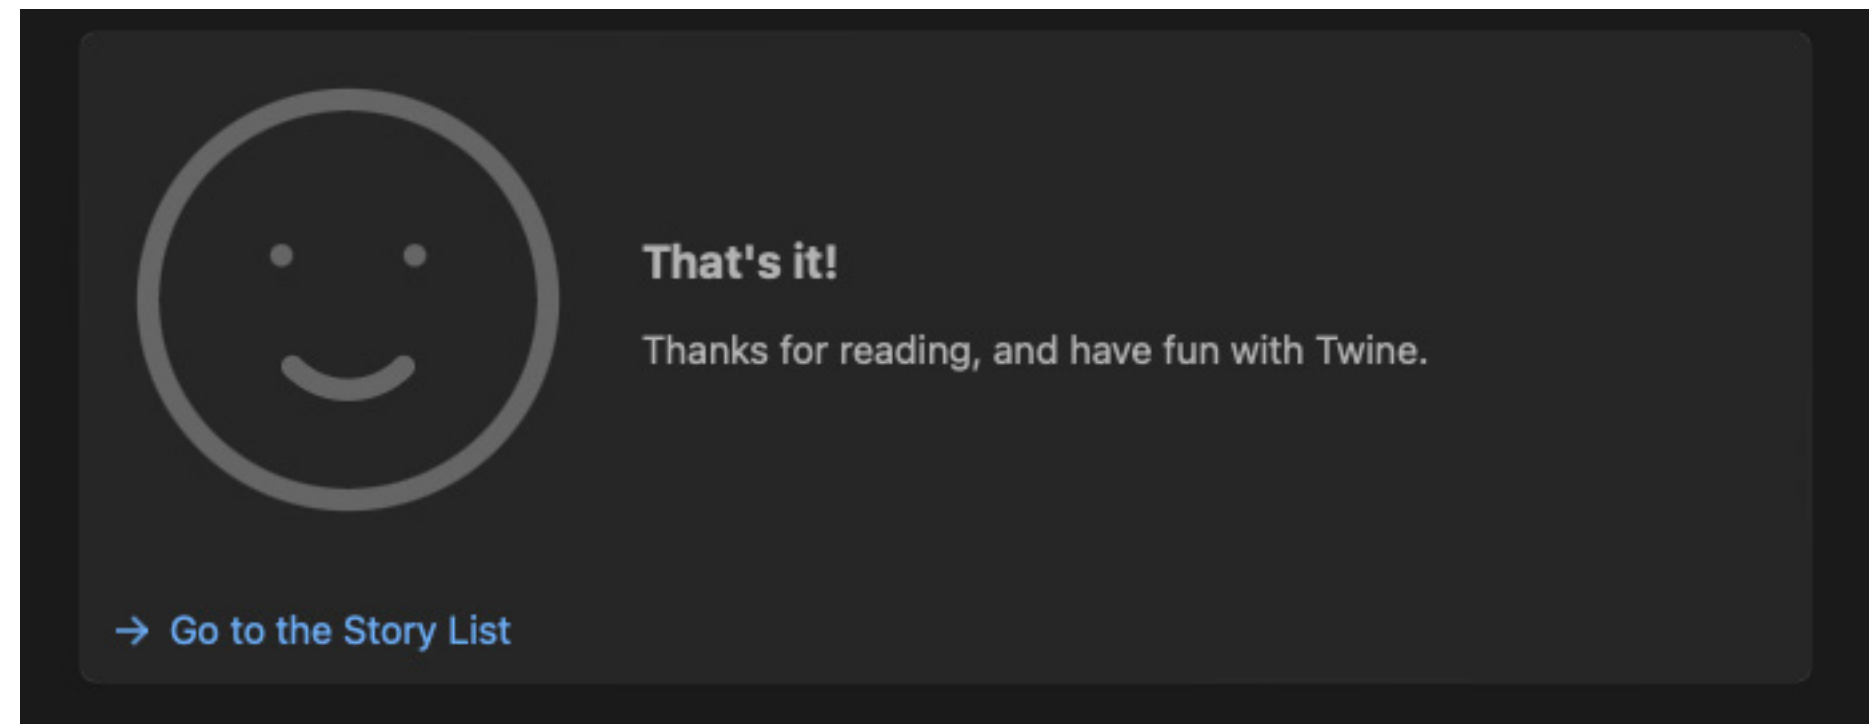 That's it!
Thanks for reading, and have fun with Twine.
→ Go to the Story List